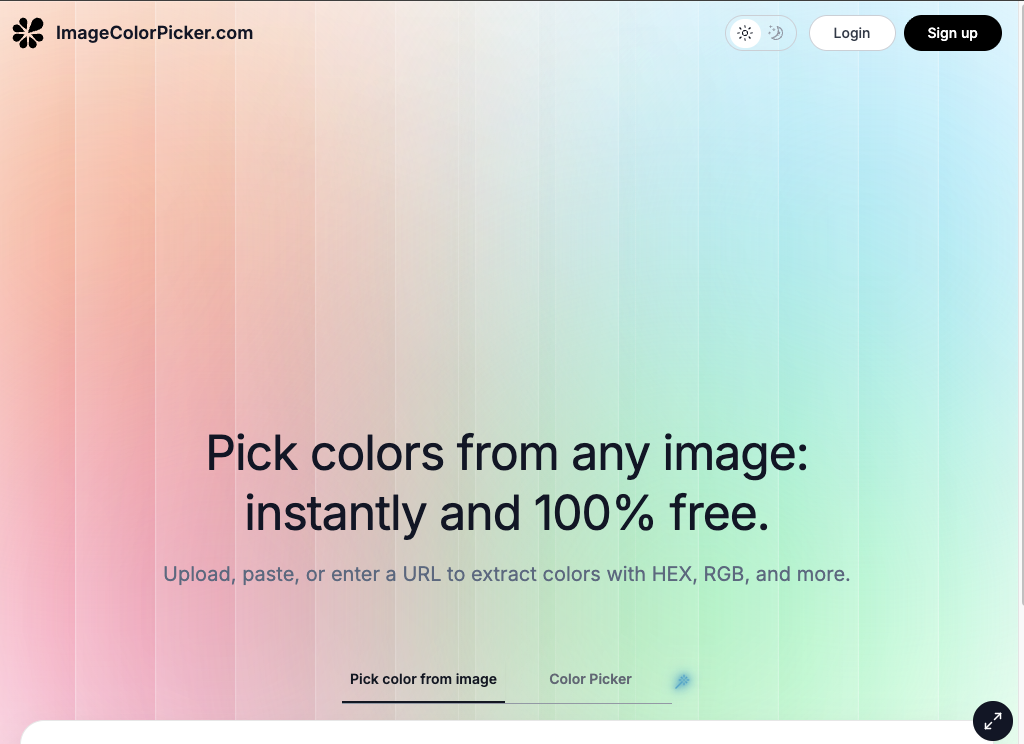 ImageColorPicker.com
Login
Sign up
Pick colors from any image:
instantly and 100% free.
Upload, paste, or enter a URL to extract colors with HEX, RGB, and more.
Pick color from image
Color Picker